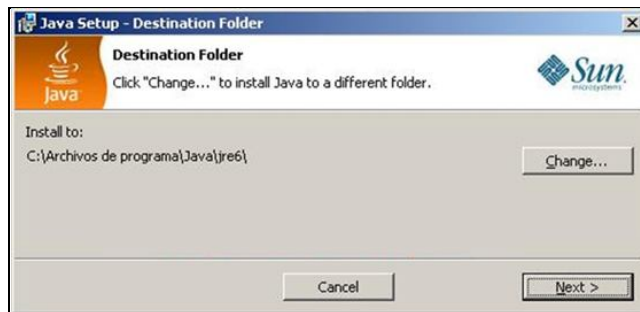 Java Setup - Destination Folder
Java
Destination Folder
Click "Change..." to install Java to a different folder.
Sun
microsystems
Install to:
C:\Archivos de programa\Java\jre6\
Change...
Cancel
Next >